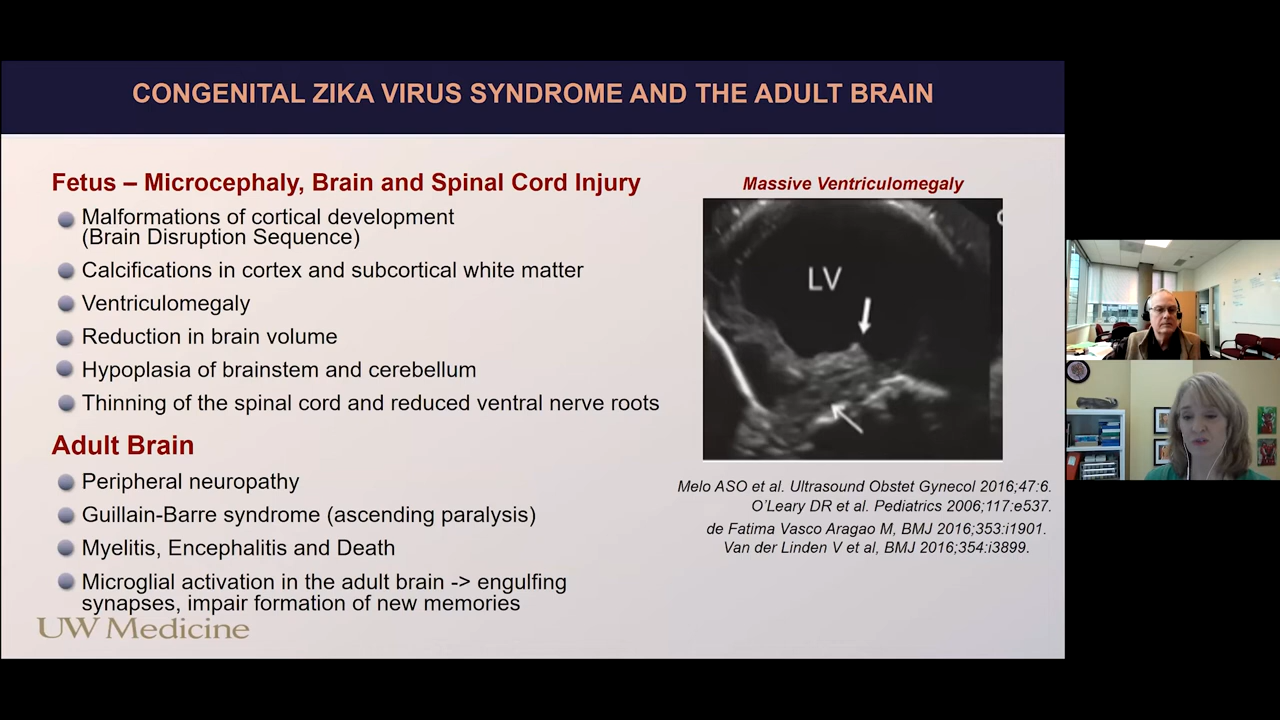 CONGENITAL ZIKA VIRUS SYNDROME AND THE ADULT BRAIN
Fetus – Microcephaly, Brain and Spinal Cord Injury
Malformations of cortical development
(Brain Disruption Sequence)
Calcifications in cortex and subcortical white matter
Ventriculomegaly
Reduction in brain volume
Hypoplasia of brainstem and cerebellum
Thinning of the spinal cord and reduced ventral nerve roots
Adult Brain
Peripheral neuropathy
Guillain-Barre syndrome (ascending paralysis)
Myelitis, Encephalitis and Death
Microglial activation in the adult brain -> engulfing
synapses, impair formation of new memories
UW Medicine
Massive Ventriculomegaly
LV
Melo ASO et al. Ultrasound Obstet Gynecol 2016;47:6.
O'Leary DR et al. Pediatrics 2006;117:e537.
de Fatima Vasco Aragao M, BMJ 2016;353:i1901.
Van der Linden V et al, BMJ 2016;354:i3899.